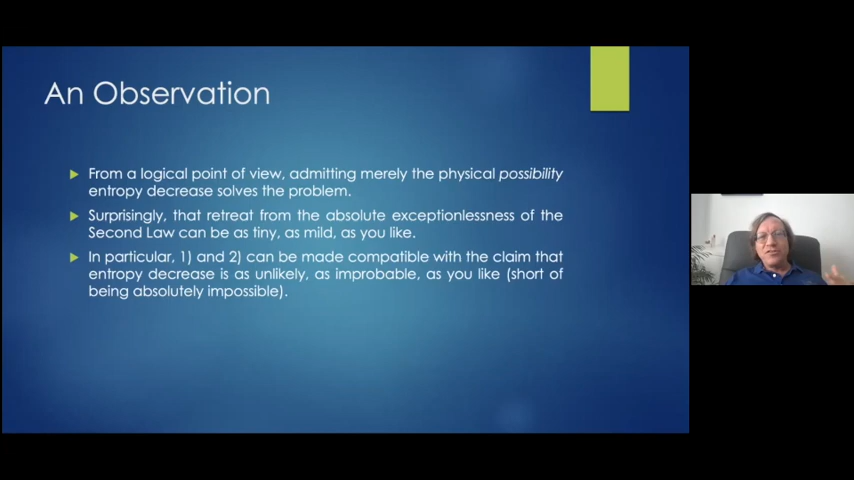 An Observation
From a logical point of view, admitting merely the physical possibility
entropy decrease solves the problem.
Surprisingly, that retreat from the absolute exceptionlessness of the
Second Law can be as tiny, as mild, as you like.
In particular, 1) and 2) can be made compatible with the claim that
entropy decrease is as unlikely, as improbable, as you like (short of
being absolutely impossible).